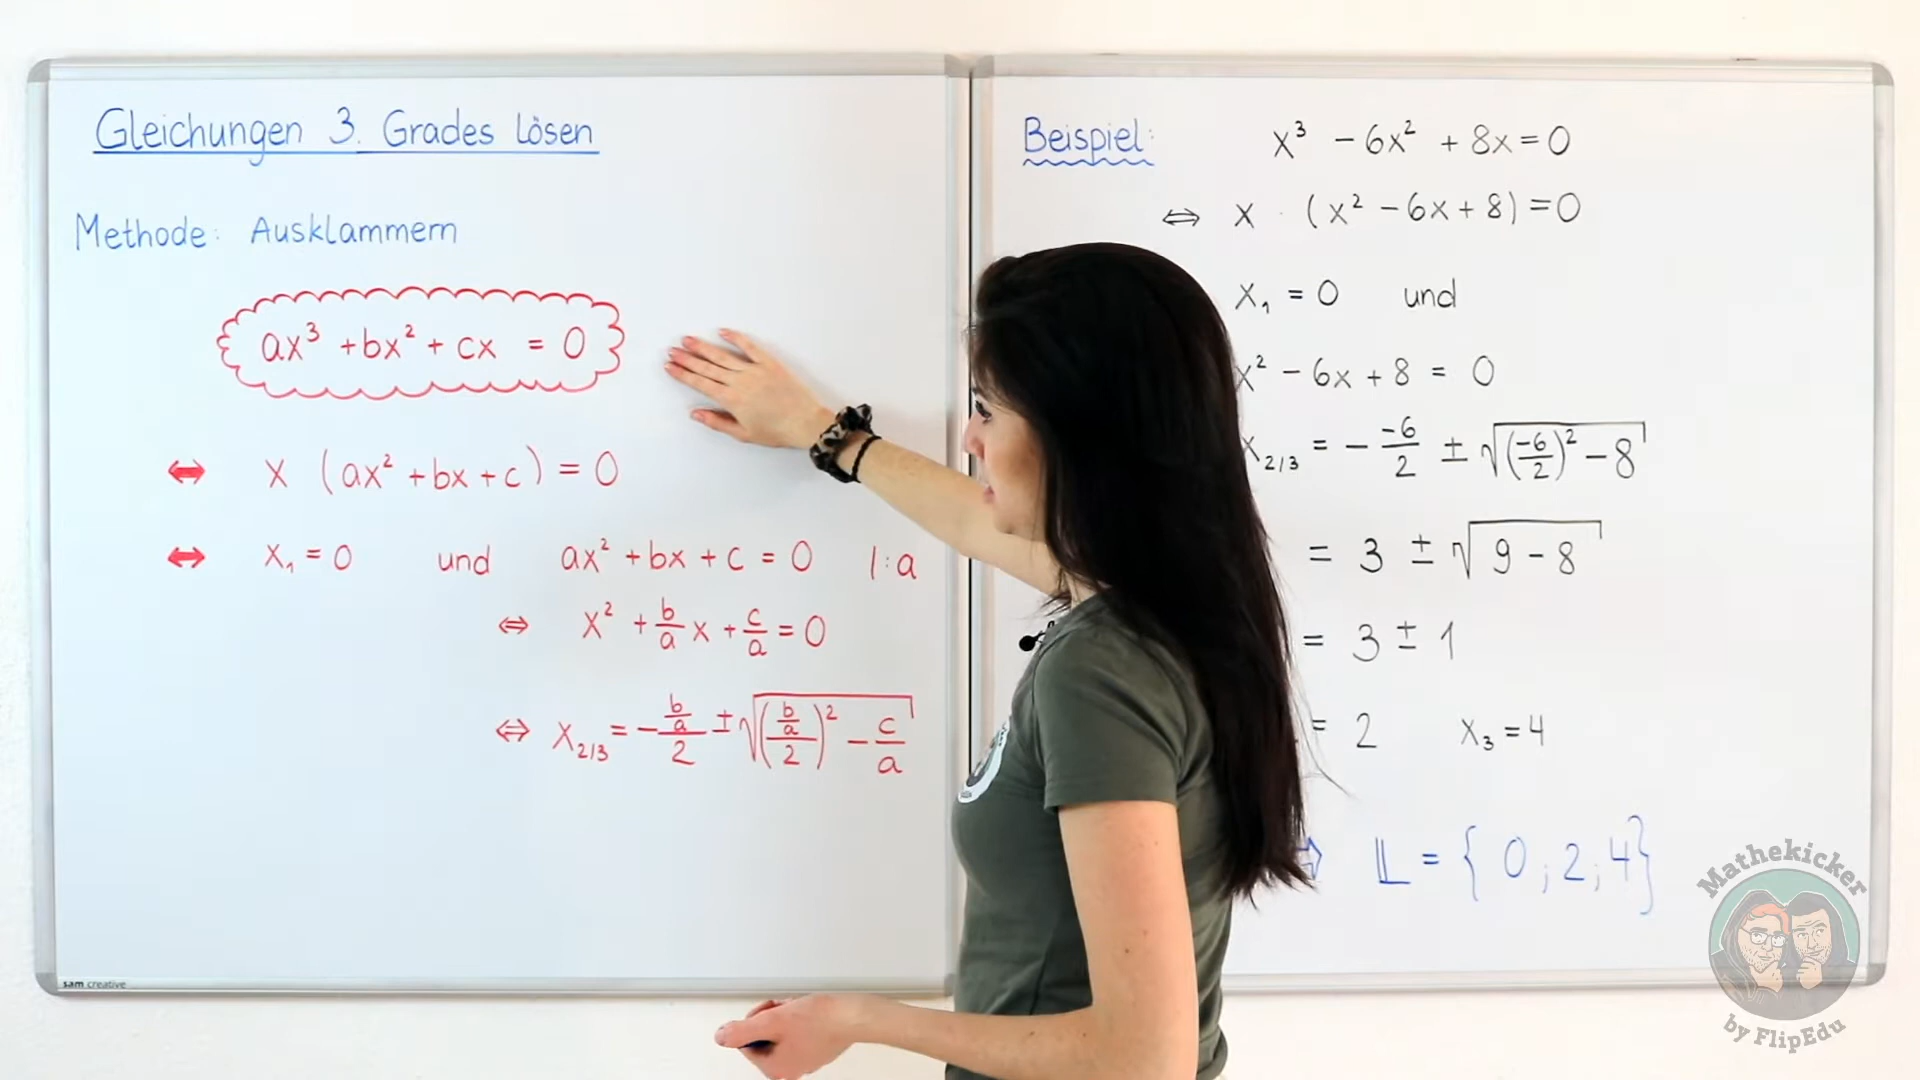 Gleichungen 3. Grades lösen
Methode: Ausklammern
ax³ + bx² + cx = 0
⇔ x (ax² + bx + c) = 0
⇔ x₁ = 0 und ax² + bx + c = 0 |:a
⇔ x² + b/a x + c/a = 0
⇔ x₂/₃ = - (b/a)/2 ± √(((b/a)/2)² - c/a)
sam creative
Beispiel: x³ - 6x² + 8x = 0
⇔ x · (x² - 6x + 8) = 0
x₁ = 0 und
x² - 6x + 8 = 0
x₂/₃ = - -6/2 ± √((-6/2)² - 8)
= 3 ± √(9 - 8)
= 3 ± 1
= 2 x₃ = 4
⇒ 𝕃 = { 0 ; 2 ; 4 }
Mathekicker
by FlipEdu